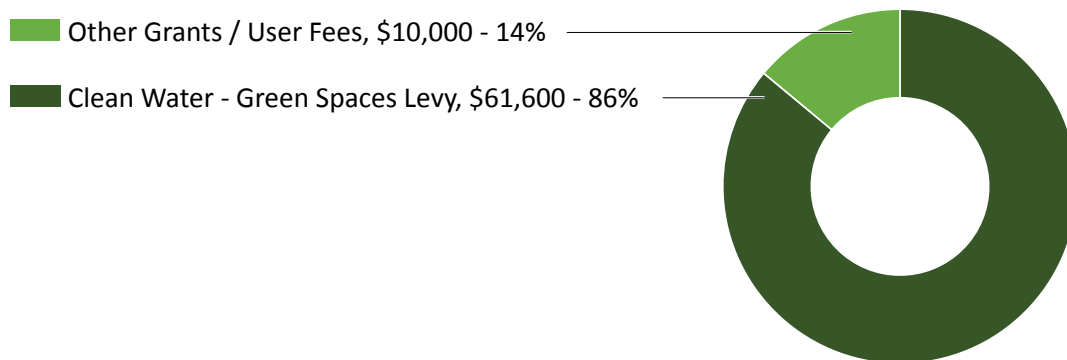 Other Grants / User Fees, $10,000 - 14%
Clean Water - Green Spaces Levy, $61,600 - 86%